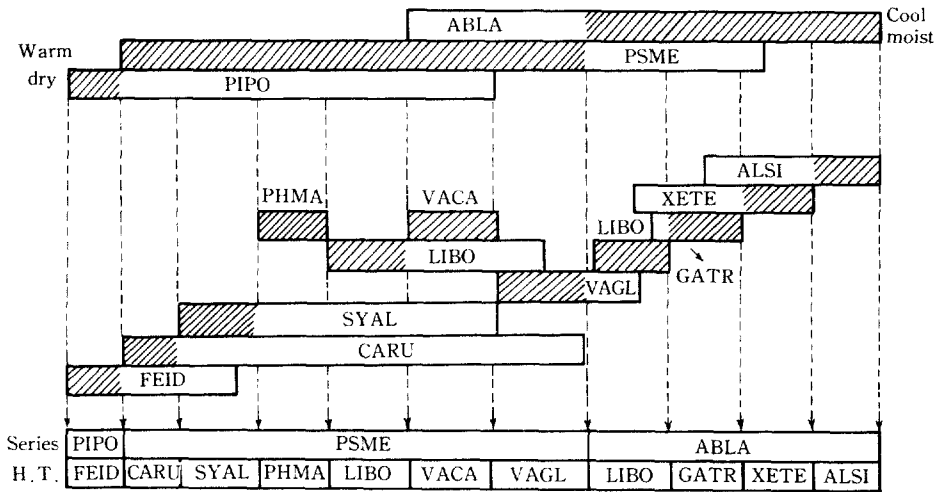 ABLA
Cool
moist
Warm
dry
PSME
PIPO
ALSI
PHMA
VACA
XETE
LIBO
LIBO
GATR
VAGL
SYAL
CARU
FEID
Series PIPO PSME ABLA
H.T. FEID CARU SYAL PHMA LIBO VACA VAGL LIBO GATR XETE ALSI